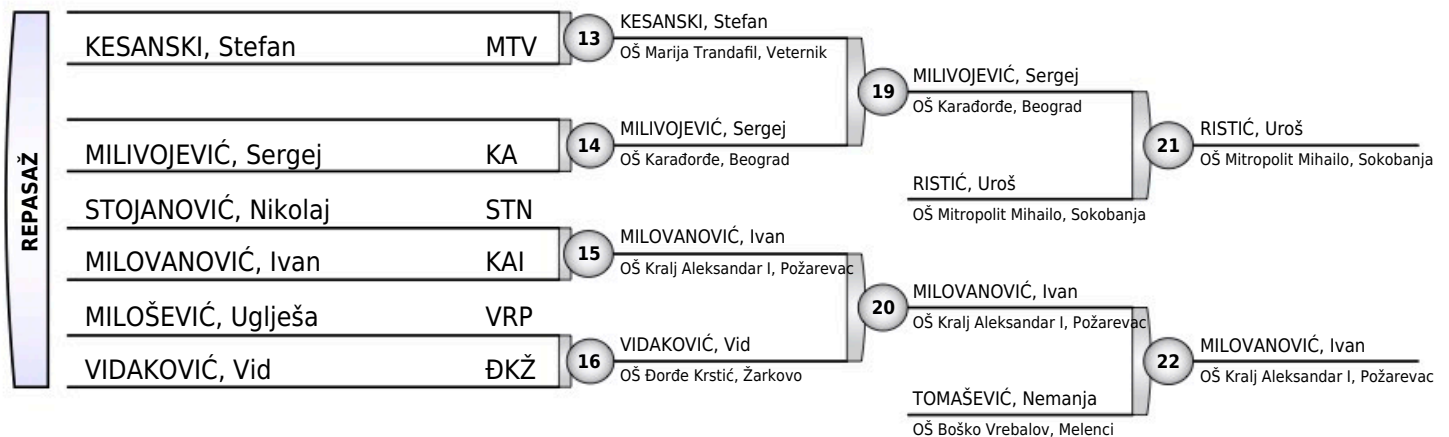 REPASAŽ
KESANSKI, Stefan MTV
MILIVOJEVIĆ, Sergej KA
STOJANOVIĆ, Nikolaj STN
MILOVANOVIĆ, Ivan KAI
MILOŠEVIĆ, Uglješa VRP
VIDAKOVIĆ, Vid ĐKŽ
13
KESANSKI, Stefan
OŠ Marija Trandafil, Veternik
14
MILIVOJEVIĆ, Sergej
OŠ Karađorđe, Beograd
15
MILOVANOVIĆ, Ivan
OŠ Kralj Aleksandar I, Požarevac
16
VIDAKOVIĆ, Vid
OŠ Đorđe Krstić, Žarkovo
19
MILIVOJEVIĆ, Sergej
OŠ Karađorđe, Beograd
RISTIĆ, Uroš
OŠ Mitropolit Mihailo, Sokobanja
20
MILOVANOVIĆ, Ivan
OŠ Kralj Aleksandar I, Požarevac
TOMAŠEVIĆ, Nemanja
OŠ Boško Vrebalov, Melenci
21
RISTIĆ, Uroš
OŠ Mitropolit Mihailo, Sokobanja
22
MILOVANOVIĆ, Ivan
OŠ Kralj Aleksandar I, Požarevac